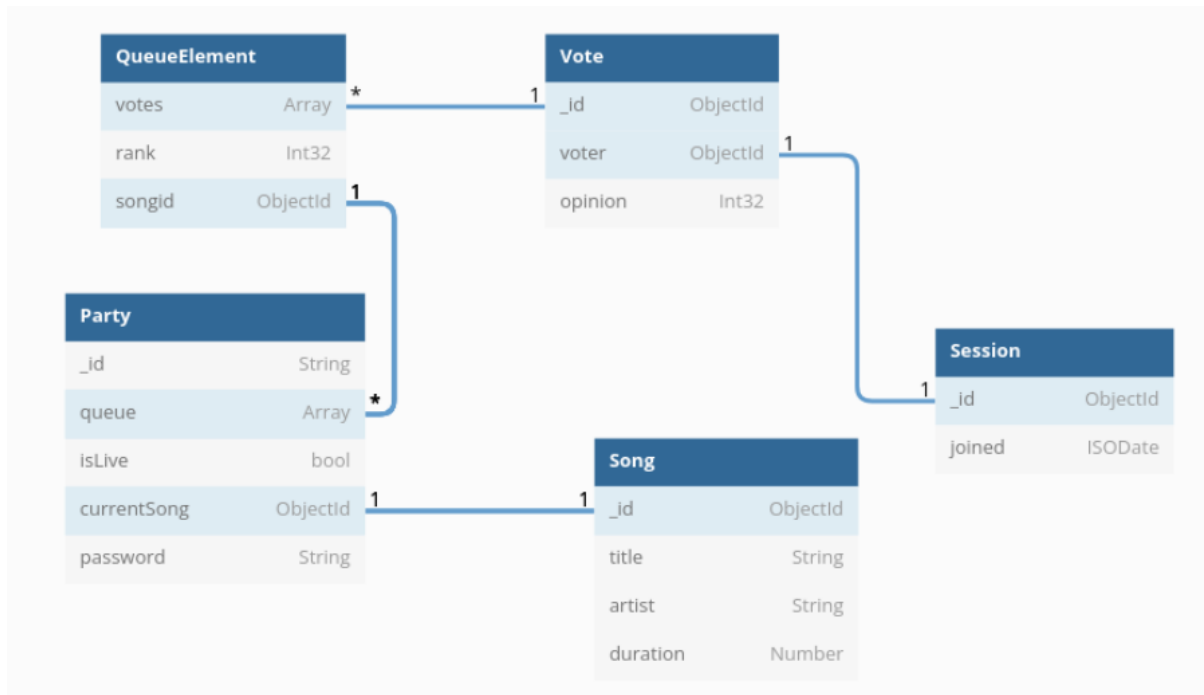 QueueElement
votes Array
rank Int32
songid ObjectId
* 1
1
*
Vote
_id ObjectId
voter ObjectId
opinion Int32
1
1
Party
_id String
queue Array
isLive bool
currentSong ObjectId
password String
1 1
Session
_id ObjectId
joined ISODate
Song
_id ObjectId
title String
artist String
duration Number